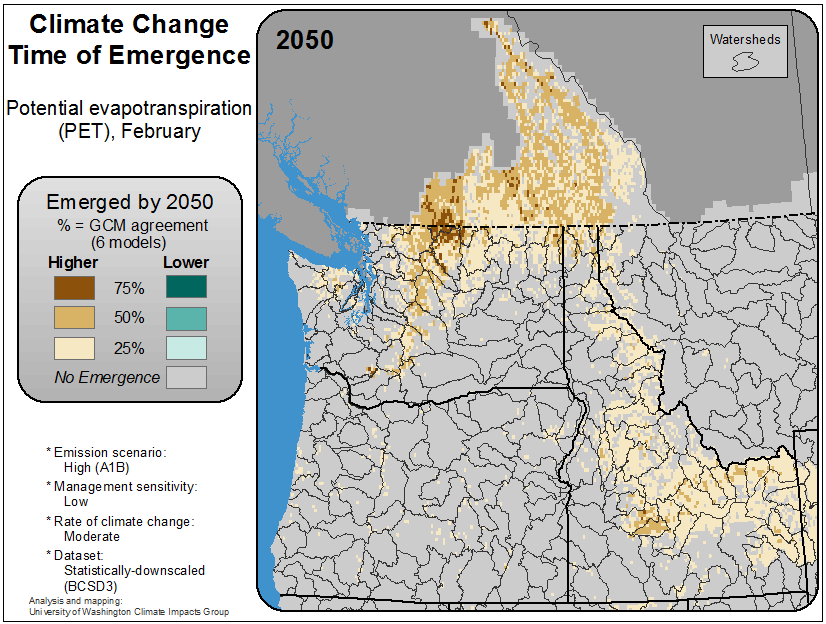 Climate Change
Time of Emergence
Potential evapotranspiration
(PET), February
Emerged by 2050
% = GCM agreement
(6 models)
Higher Lower
75%
50%
25%
No Emergence
* Emission scenario:
High (A1B)
* Management sensitivity:
Low
* Rate of climate change:
Moderate
* Dataset:
Statistically-downscaled
(BCSD3)
Analysis and mapping:
University of Washington Climate Impacts Group
2050
Watersheds